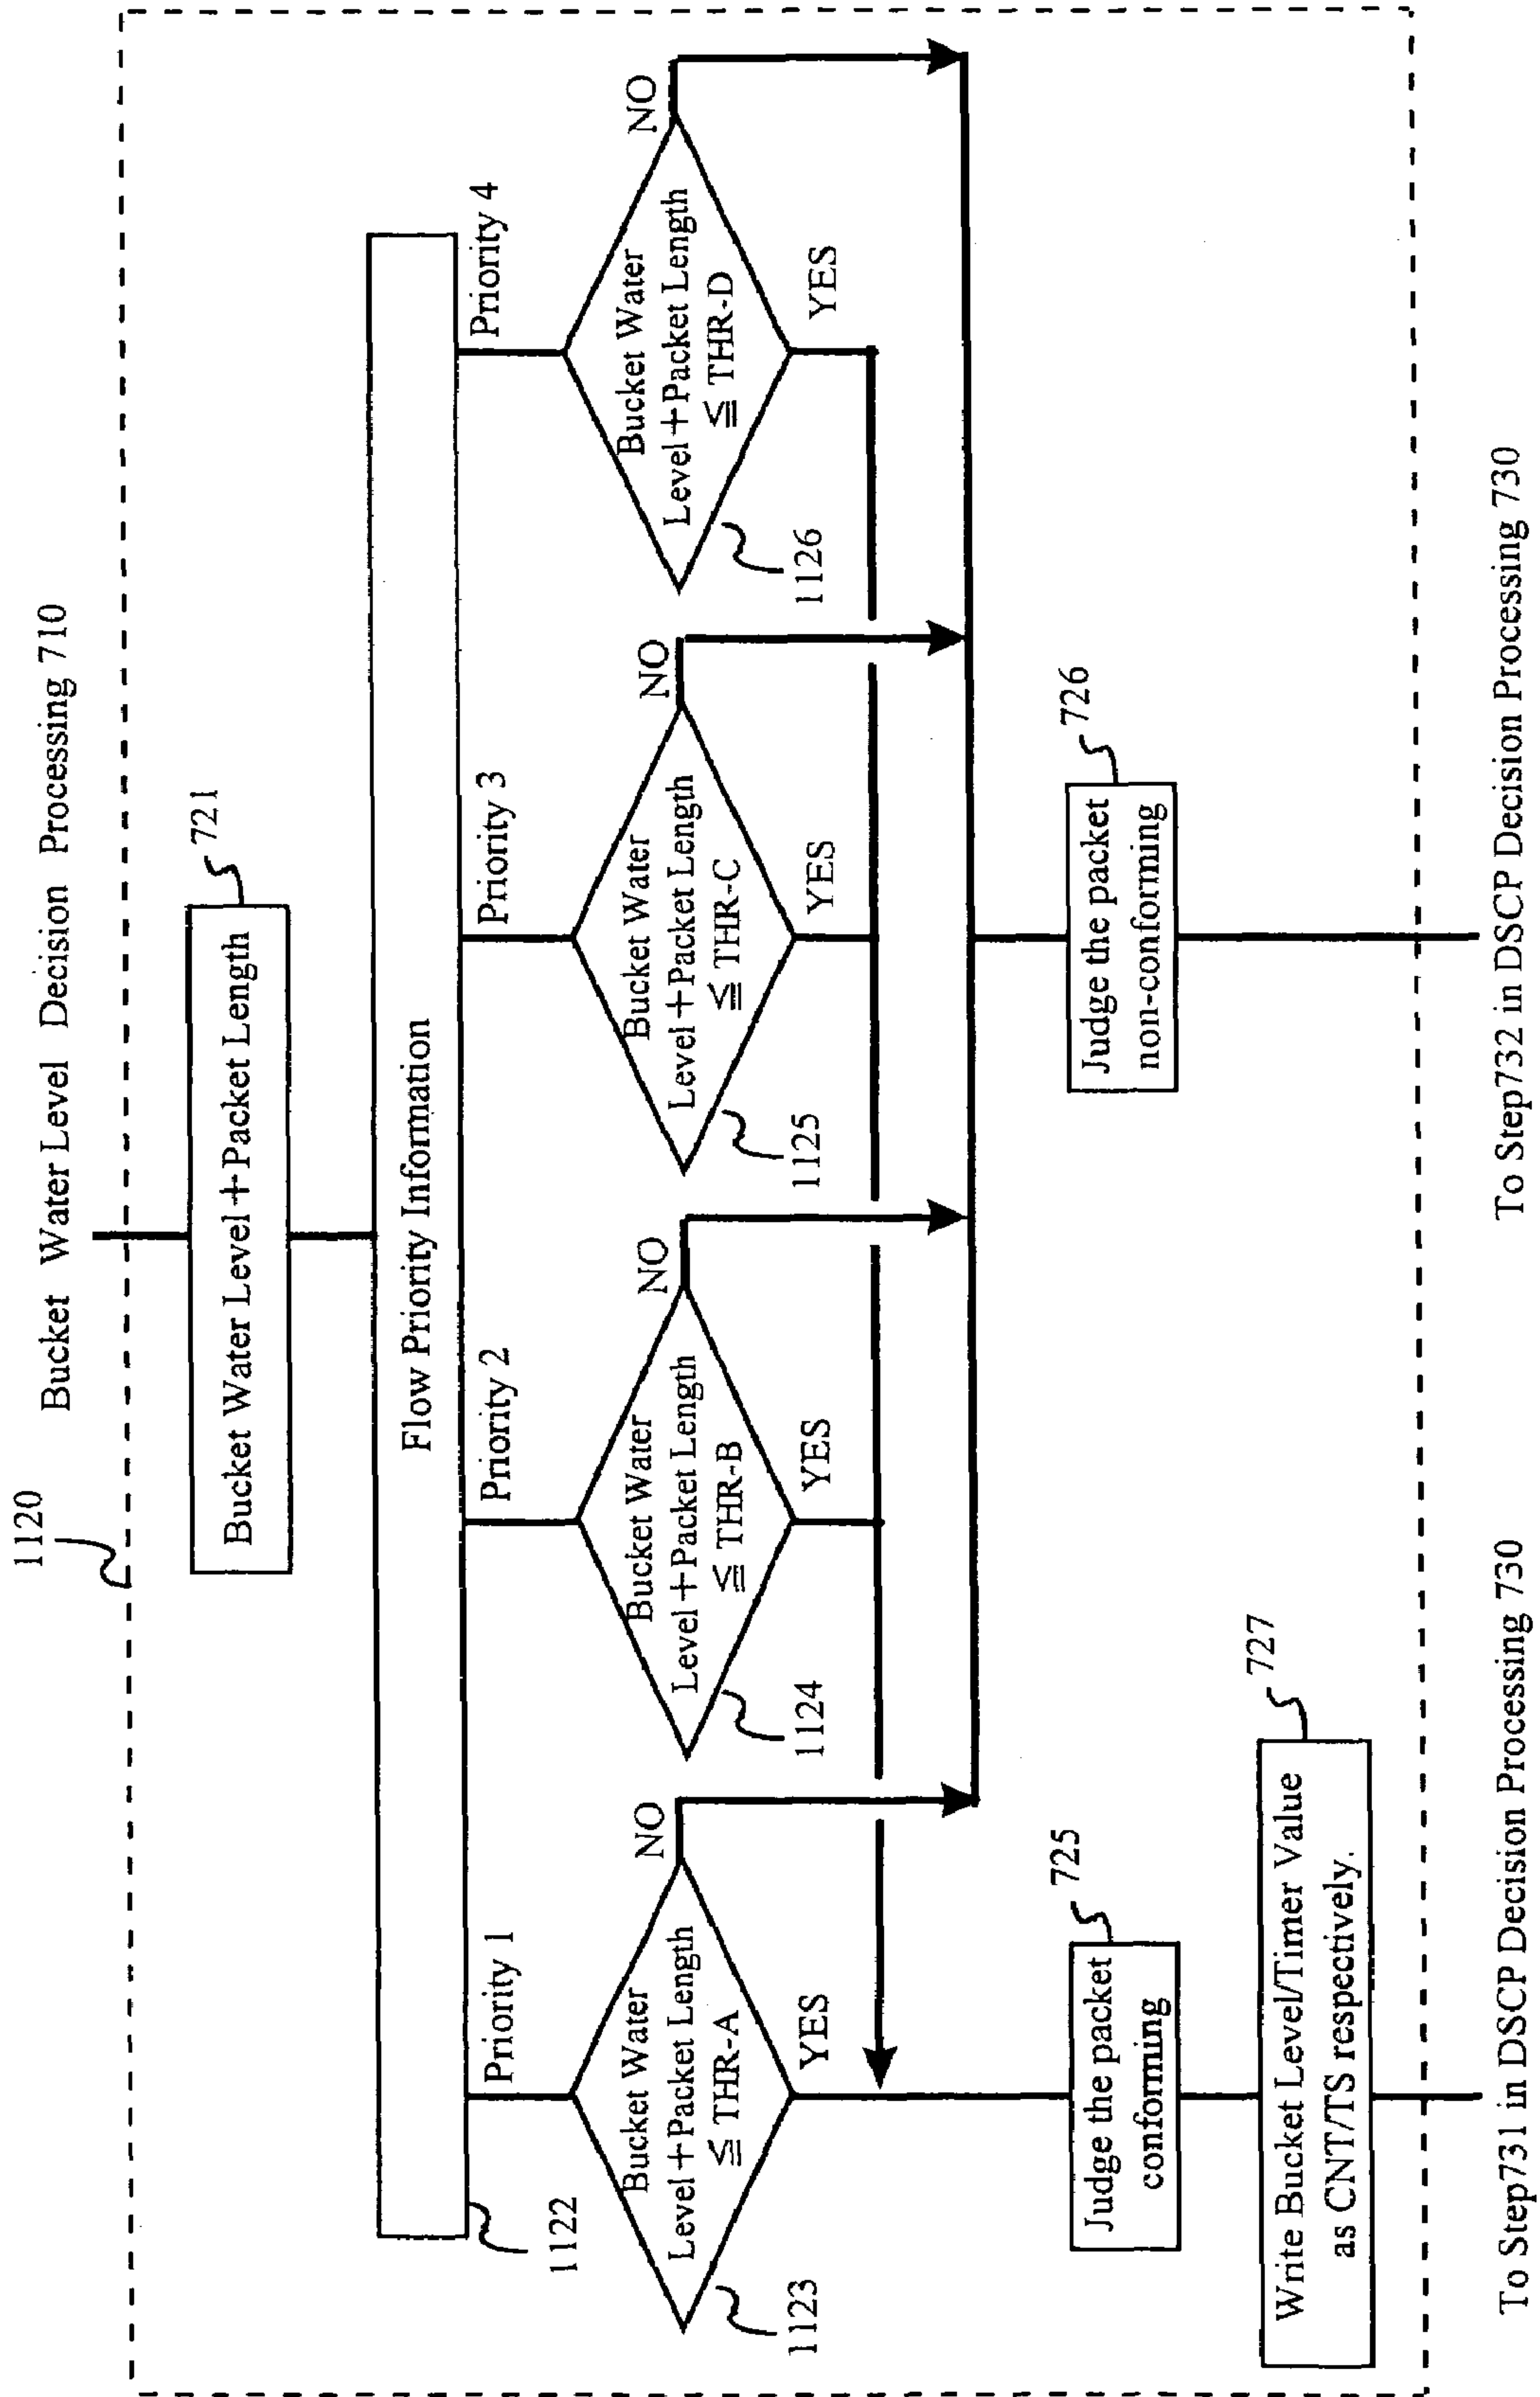 Bucket Water Level Decision Processing 710
1120
721
Bucket Water Level+Packet Length
Flow Priority Information
1122
Priority 1
Priority 2
Priority 3
Priority 4
Bucket Water
Level+Packet Length
≦ THR-A
NO
YES
1123
Bucket Water
Level+Packet Length
≦ THR-B
NO
YES
1124
Bucket Water
Level+Packet Length
≦ THR-C
NO
YES
1125
Bucket Water
Level+Packet Length
≦ THR-D
NO
YES
1126
725
Judge the packet
conforming
726
Judge the packet
non-conforming
727
Write Bucket Level/Timer Value
as CNT/TS respectively.
To Step731 in DSCP Decision Processing 730
To Step732 in DSCP Decision Processing 730